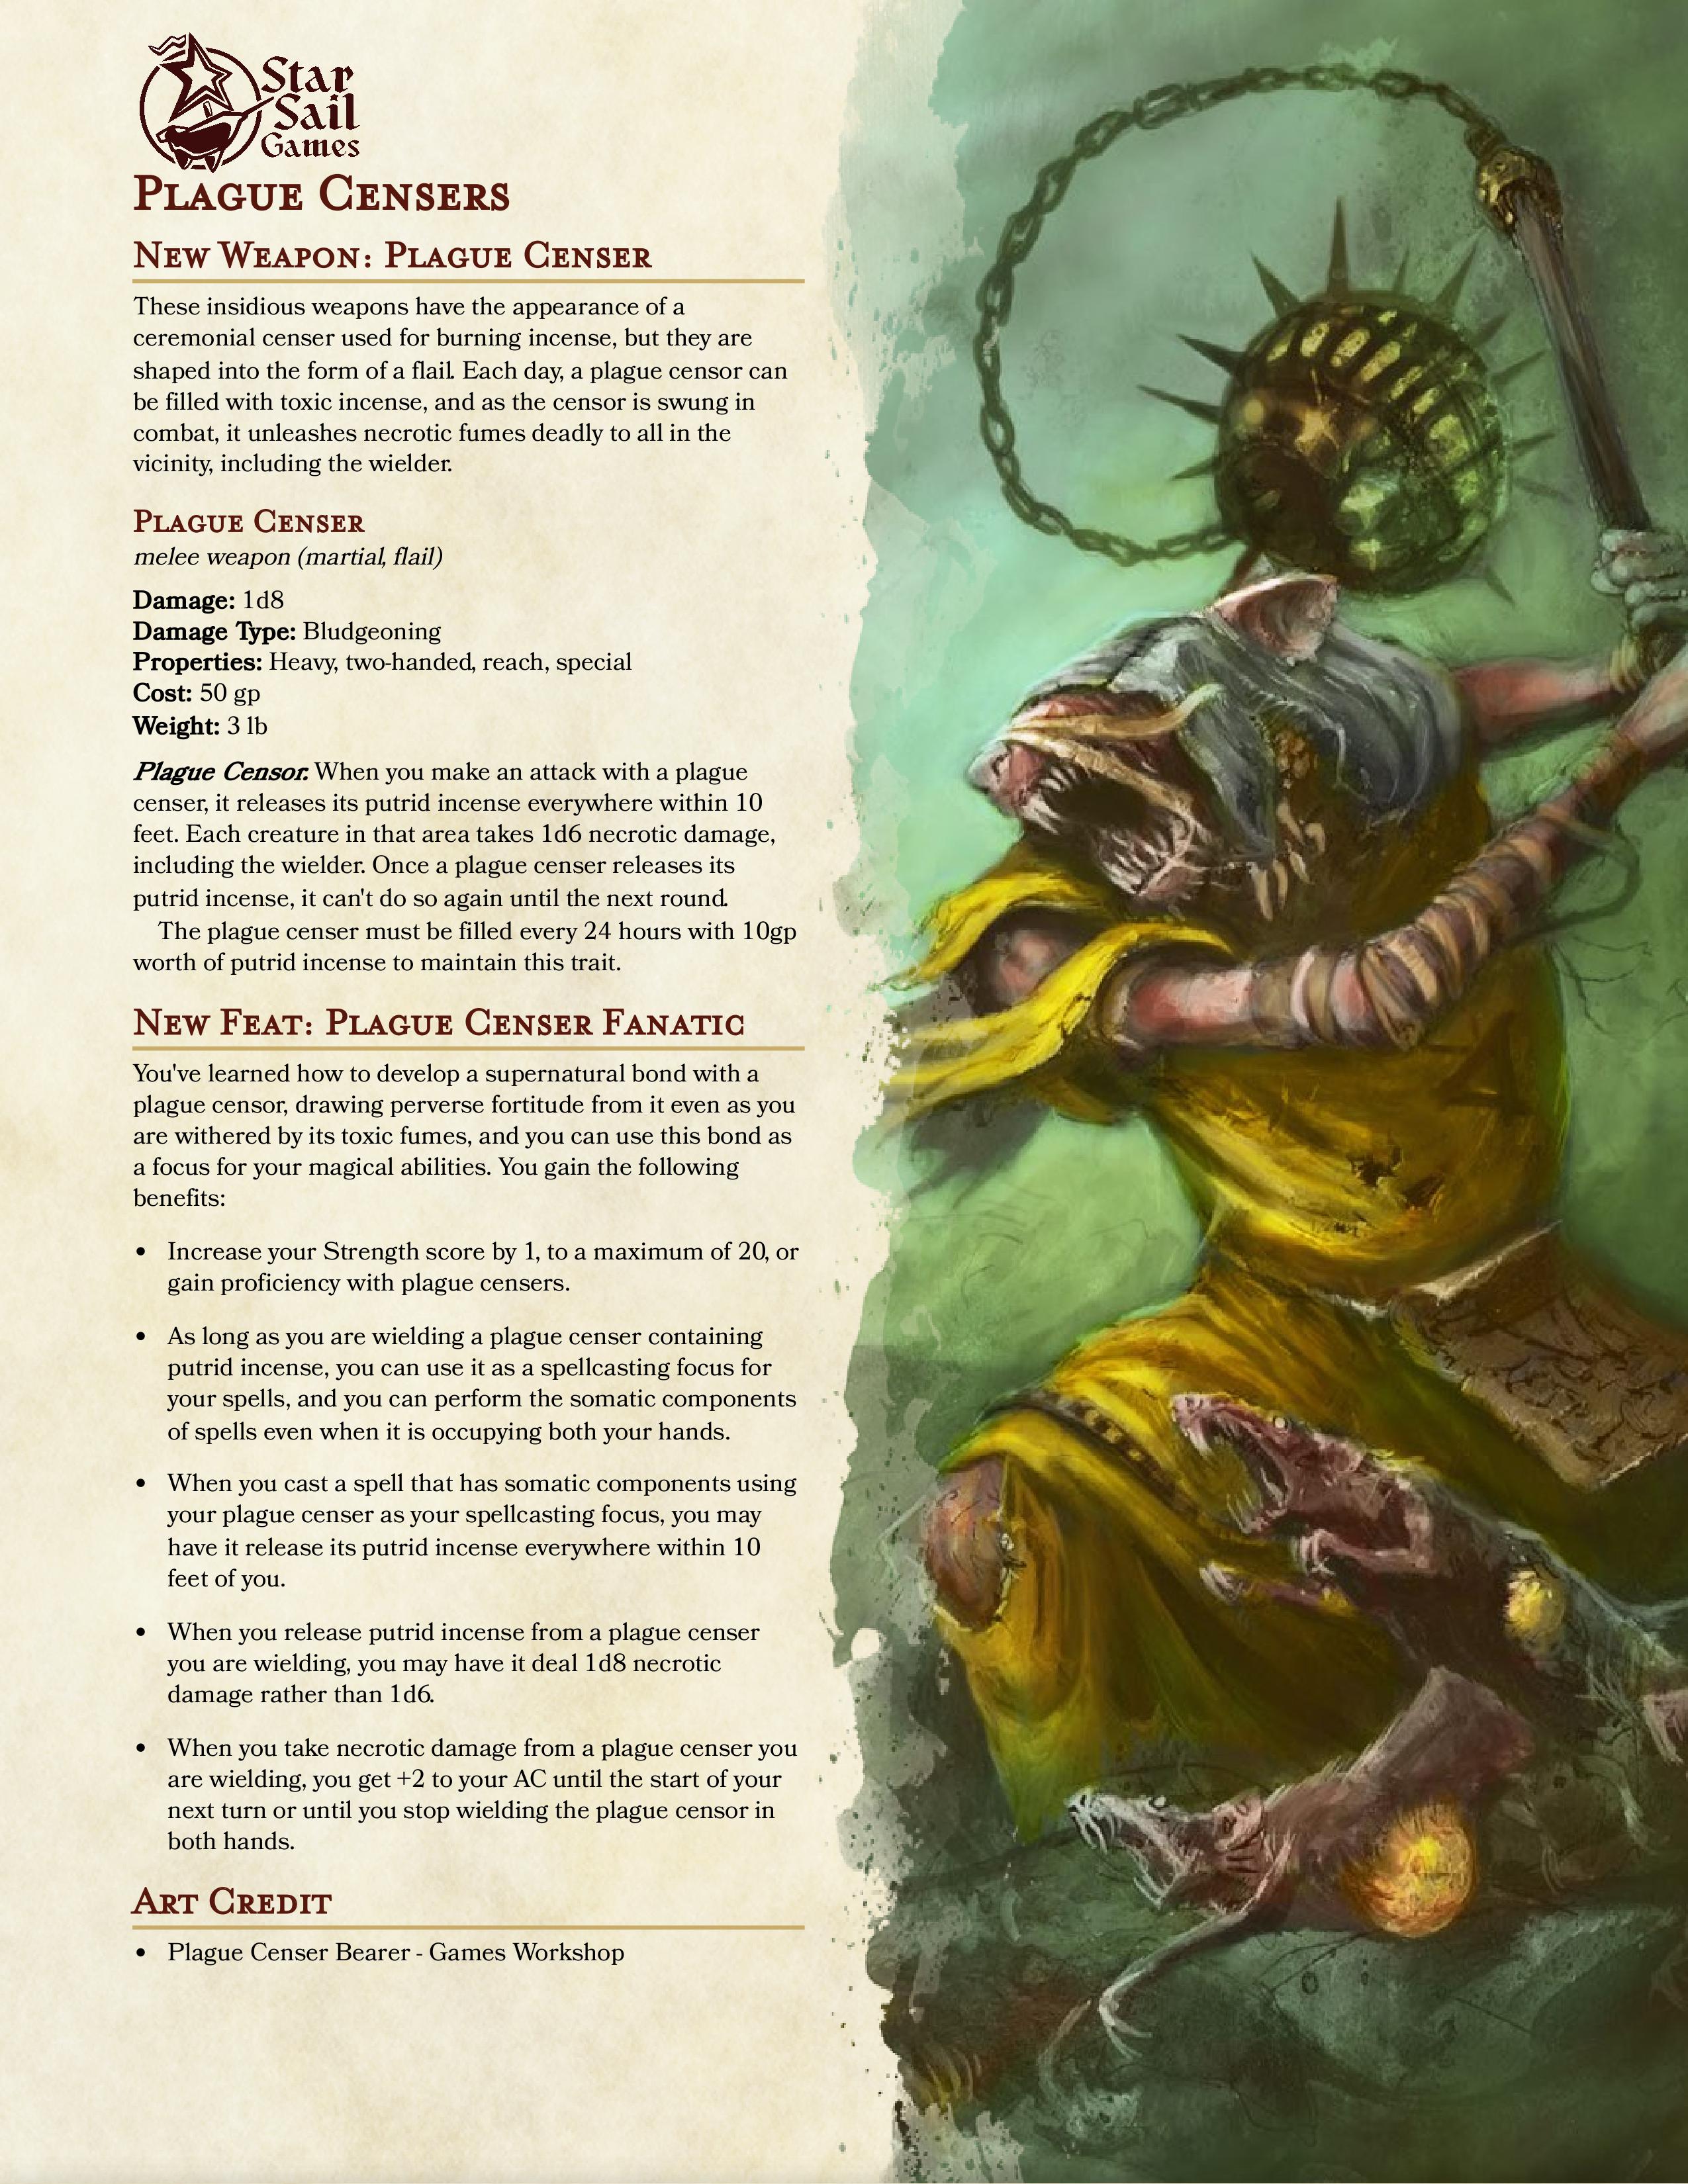 Star
Sail
Games
Plague Censers
New Weapon: Plague Censer
These insidious weapons have the appearance of a
ceremonial censer used for burning incense, but they are
shaped into the form of a flail. Each day, a plague censor can
be filled with toxic incense, and as the censor is swung in
combat, it unleashes necrotic fumes deadly to all in the
vicinity, including the wielder.
Plague Censer
melee weapon (martial, flail)
Damage: 1d8
Damage Type: Bludgeoning
Properties: Heavy, two-handed, reach, special
Cost: 50 gp
Weight: 3 lb
Plague Censor. When you make an attack with a plague
censer, it releases its putrid incense everywhere within 10
feet. Each creature in that area takes 1d6 necrotic damage,
including the wielder. Once a plague censer releases its
putrid incense, it can't do so again until the next round.
The plague censer must be filled every 24 hours with 10gp
worth of putrid incense to maintain this trait.
New Feat: Plague Censer Fanatic
You've learned how to develop a supernatural bond with a
plague censor, drawing perverse fortitude from it even as you
are withered by its toxic fumes, and you can use this bond as
a focus for your magical abilities. You gain the following
benefits:
• Increase your Strength score by 1, to a maximum of 20, or
gain proficiency with plague censers.
• As long as you are wielding a plague censer containing
putrid incense, you can use it as a spellcasting focus for
your spells, and you can perform the somatic components
of spells even when it is occupying both your hands.
• When you cast a spell that has somatic components using
your plague censer as your spellcasting focus, you may
have it release its putrid incense everywhere within 10
feet of you.
• When you release putrid incense from a plague censer
you are wielding, you may have it deal 1d8 necrotic
damage rather than 1d6.
• When you take necrotic damage from a plague censer you
are wielding, you get +2 to your AC until the start of your
next turn or until you stop wielding the plague censor in
both hands.
Art Credit
• Plague Censer Bearer - Games Workshop